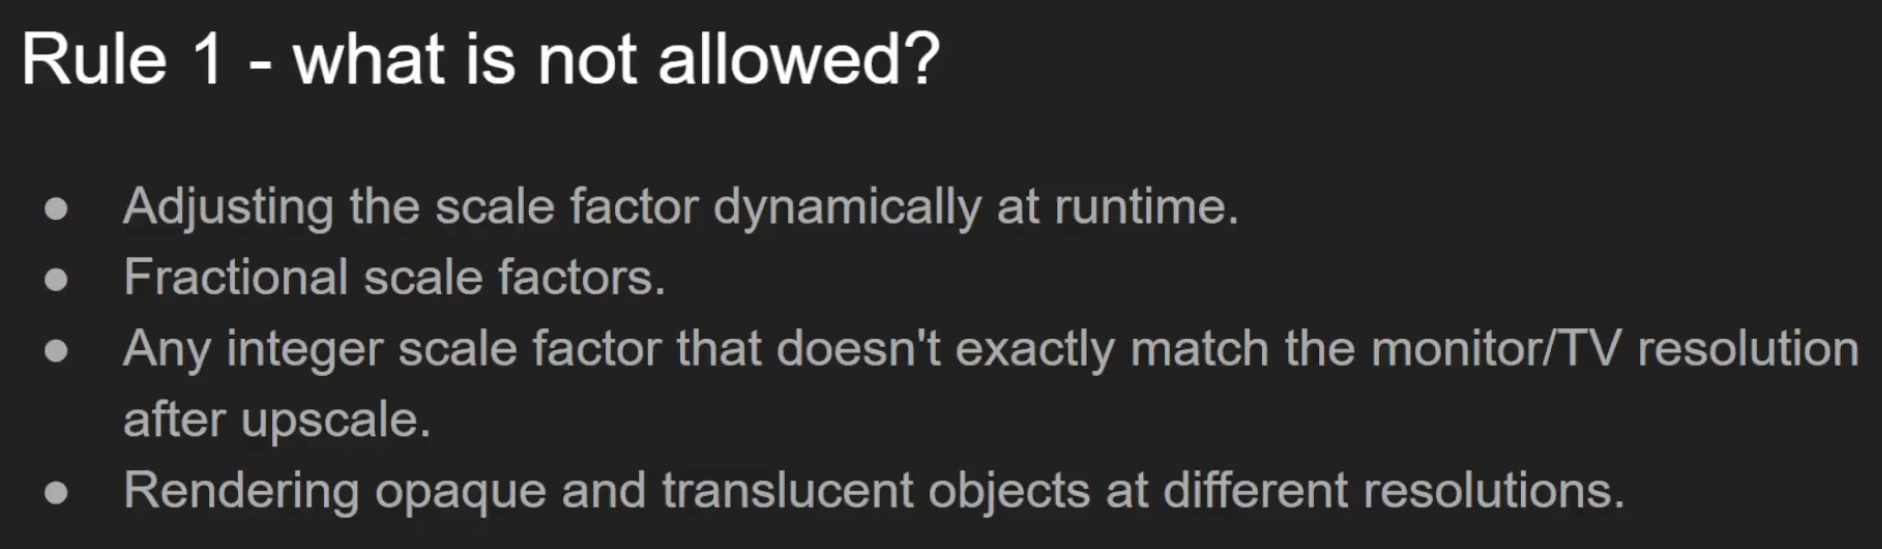 Rule 1 - what is not allowed?
● Adjusting the scale factor dynamically at runtime.
● Fractional scale factors.
● Any integer scale factor that doesn't exactly match the monitor/TV resolution
after upscale.
● Rendering opaque and translucent objects at different resolutions.